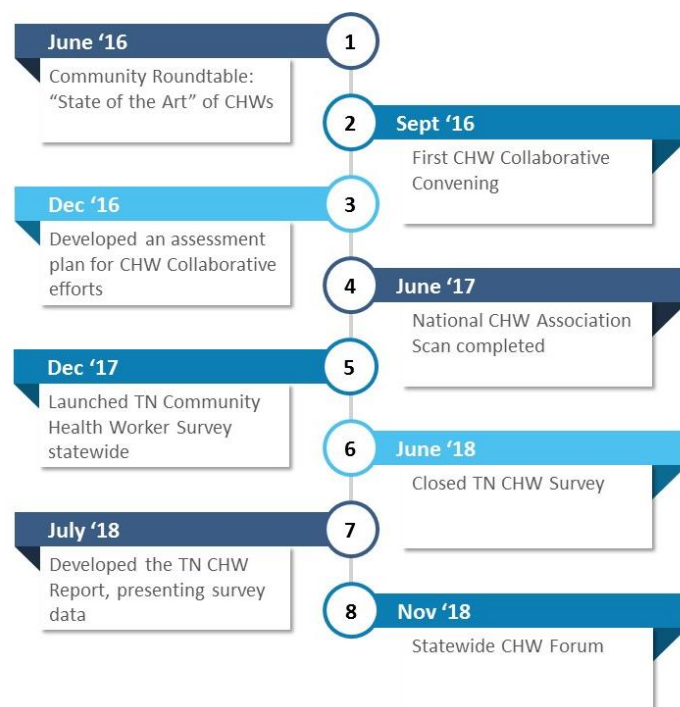 June ‘16
1
Community Roundtable:
“State of the Art” of CHWs
2
Sept ‘16
First CHW Collaborative
Convening
Dec ‘16
3
Developed an assessment
plan for CHW Collaborative
efforts
4
June ‘17
National CHW Association
Scan completed
Dec ‘17
5
Launched TN Community
Health Worker Survey
statewide
6
June ‘18
Closed TN CHW Survey
July ‘18
7
Developed the TN CHW
Report, presenting survey
data
8
Nov ‘18
Statewide CHW Forum